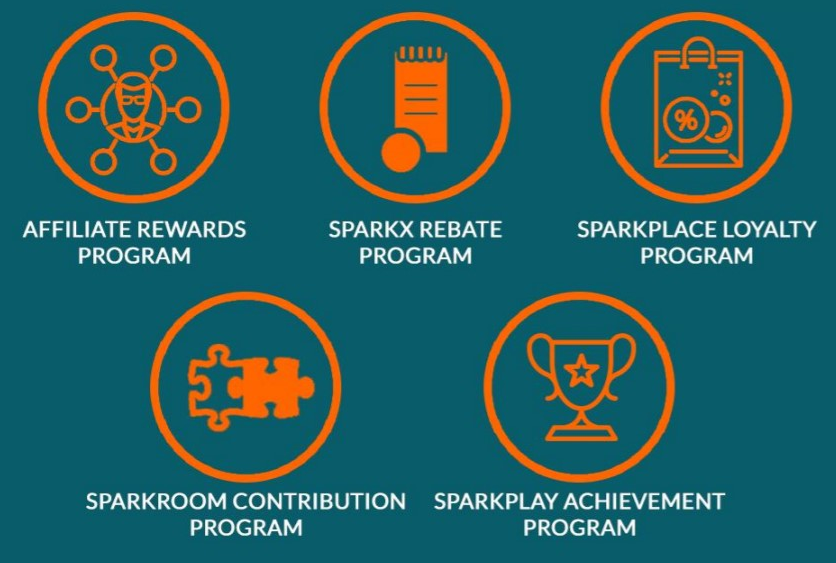 AFFILIATE REWARDS
PROGRAM
SPARKX REBATE
PROGRAM
SPARKPLACE LOYALTY
PROGRAM
%
SPARKROOM CONTRIBUTION
PROGRAM
SPARKPLAY ACHIEVEMENT
PROGRAM